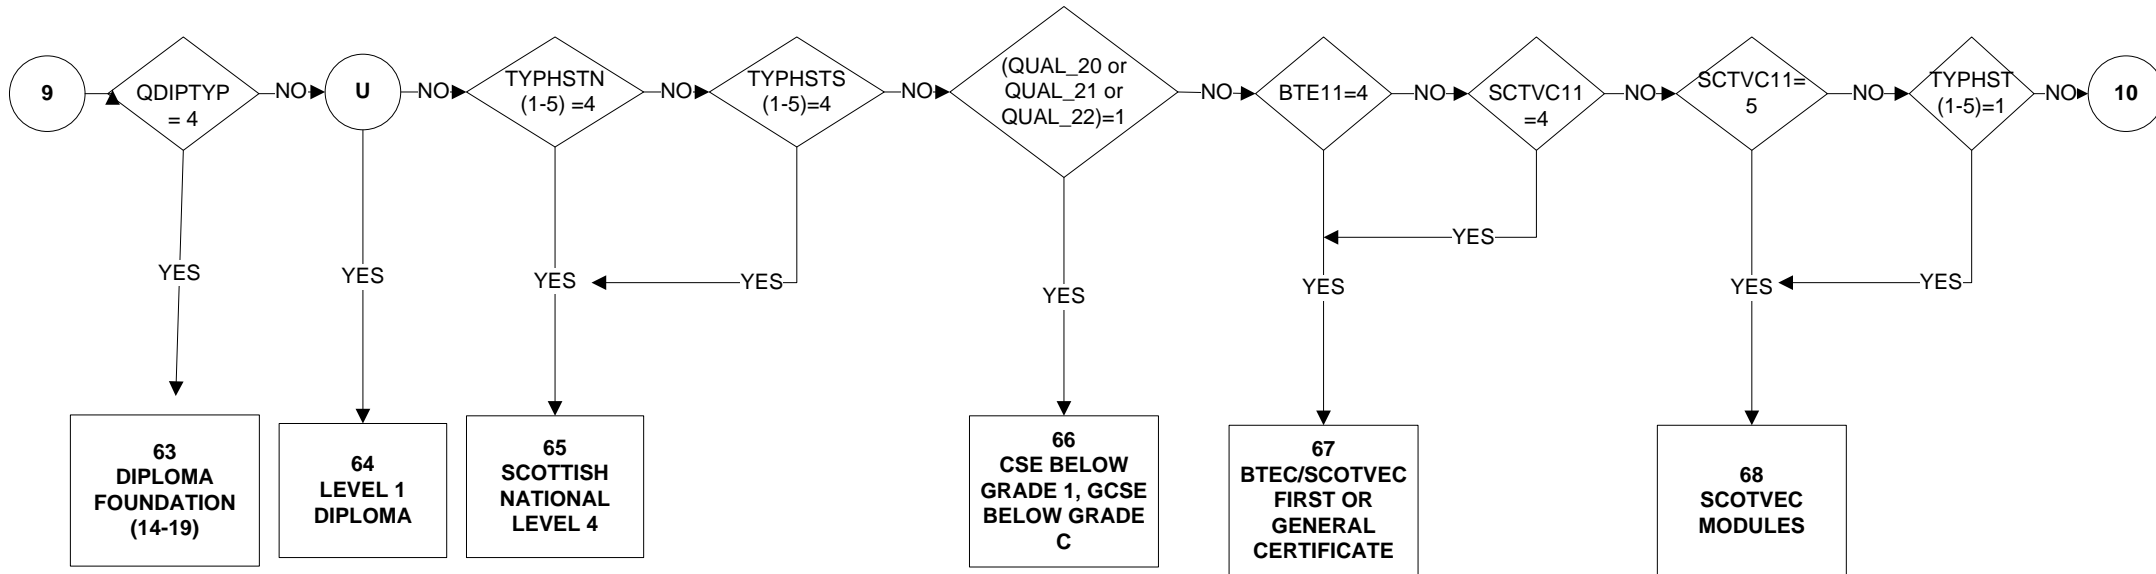 9
QDIPTYP
= 4
NO
U
NO
TYPHSTN
(1-5) =4
NO
TYPHSTS
(1-5)=4
NO
(QUAL_20 or
QUAL_21 or
QUAL_22)=1
NO
BTE11=4
NO
SCTVC11
=4
NO
SCTVC11=
5
NO
TYPHST
(1-5)=1
NO
10
YES
YES
YES
YES
YES
YES
YES
YES
YES
63
DIPLOMA
FOUNDATION
(14-19)
64
LEVEL 1
DIPLOMA
65
SCOTTISH
NATIONAL
LEVEL 4
66
CSE BELOW
GRADE 1, GCSE
BELOW GRADE
C
67
BTEC/SCOTVEC
FIRST OR
GENERAL
CERTIFICATE
68
SCOTVEC
MODULES